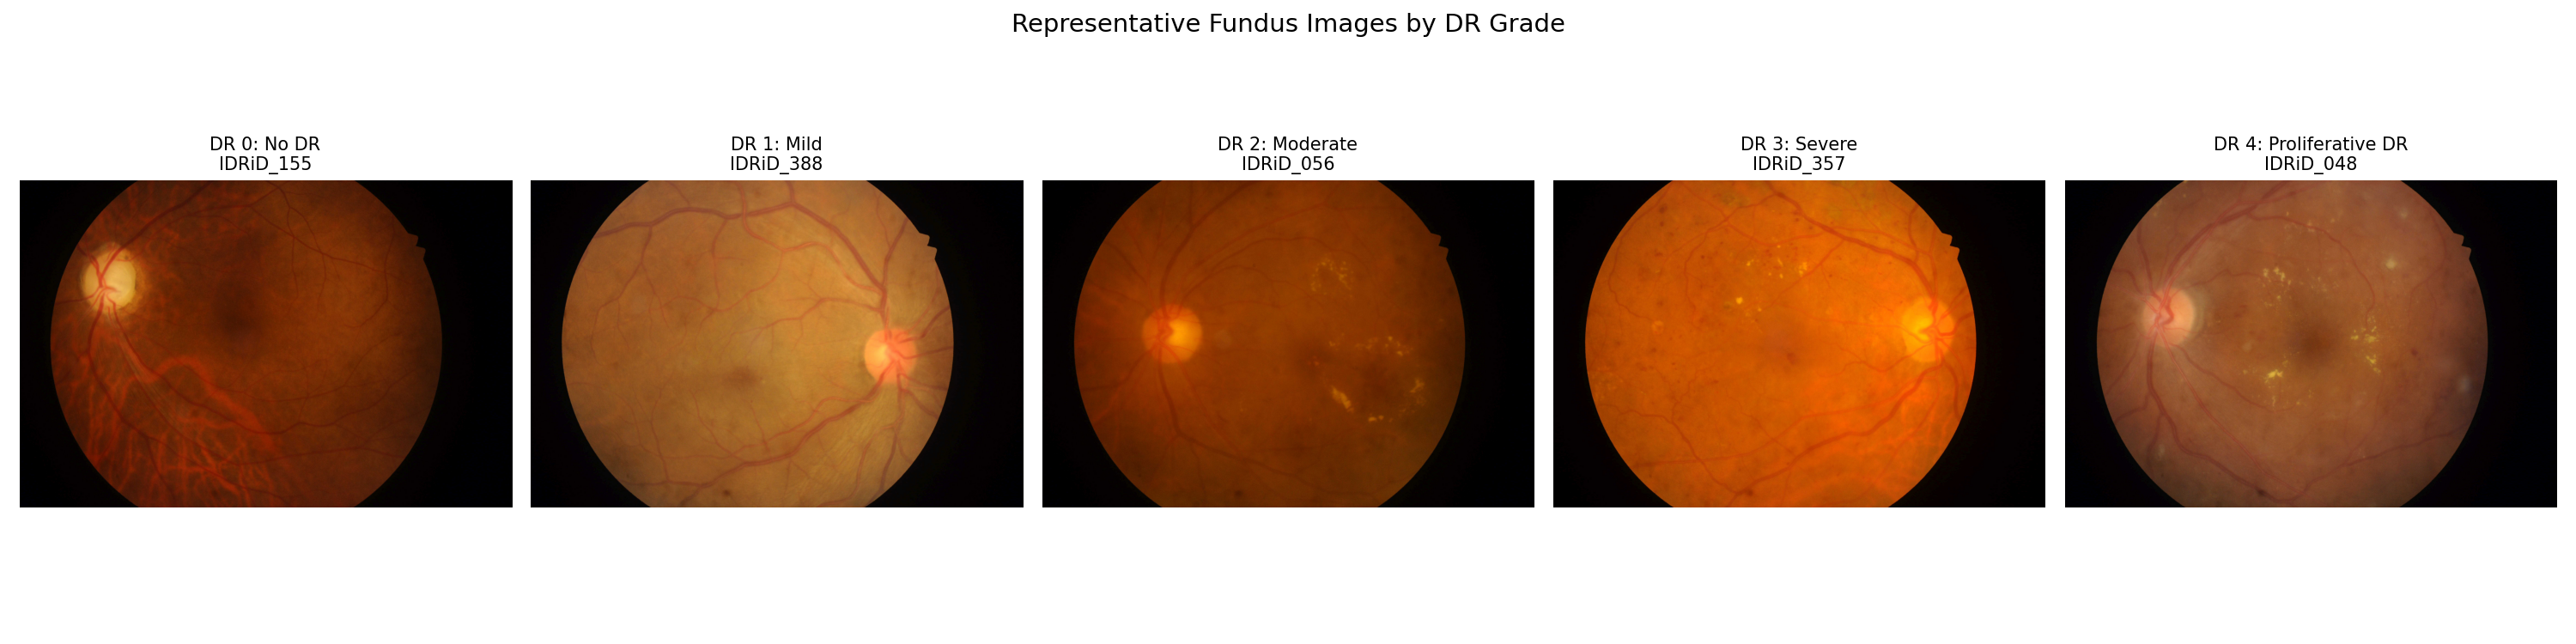 Representative Fundus Images by DR Grade
DR 0: No DR
IDRiD_155
DR 1: Mild
IDRiD_388
DR 2: Moderate
IDRiD_056
DR 3: Severe
IDRiD_357
DR 4: Proliferative DR
IDRiD_048